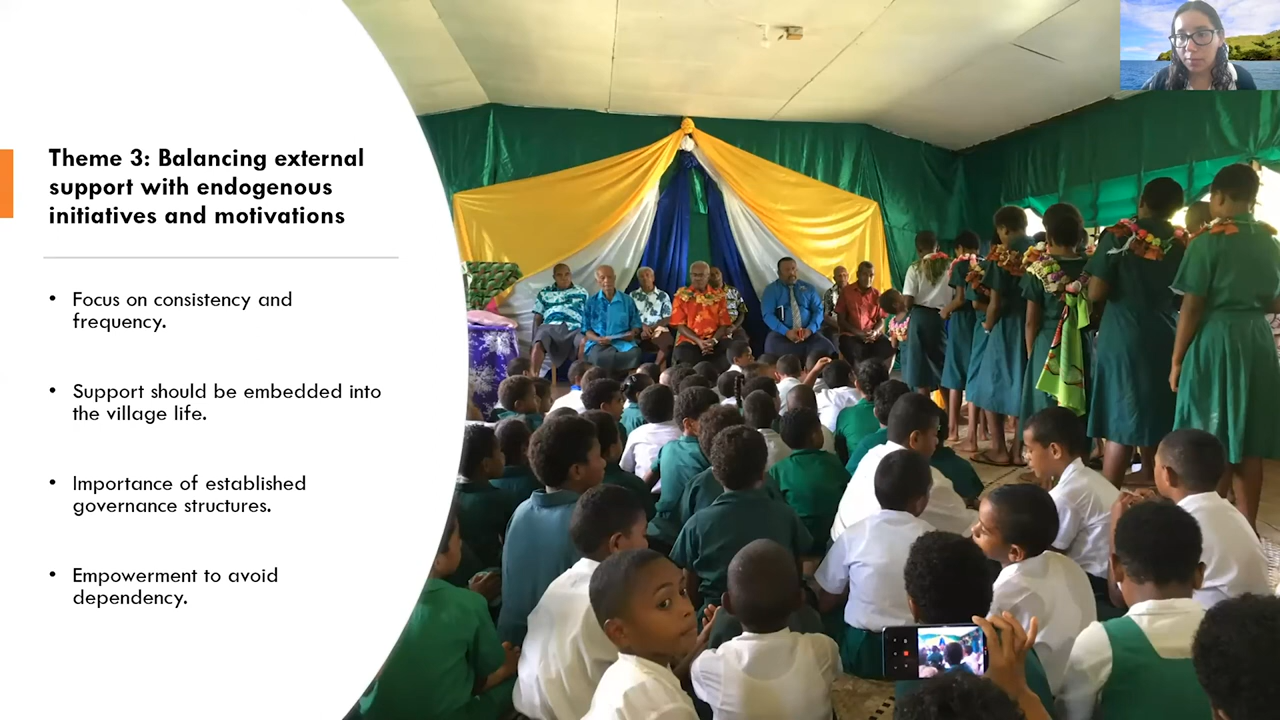 Theme 3: Balancing external
support with endogenous
initiatives and motivations
• Focus on consistency and
frequency.
• Support should be embedded into
the village life.
• Importance of established
governance structures.
• Empowerment to avoid
dependency.